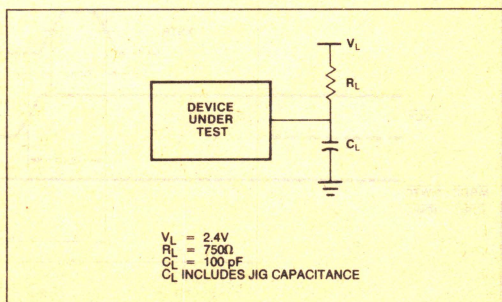 V_L
R_L
DEVICE
UNDER
TEST
C_L
V_L = 2.4V
R_L = 750Ω
C_L = 100 pF
C_L INCLUDES JIG CAPACITANCE